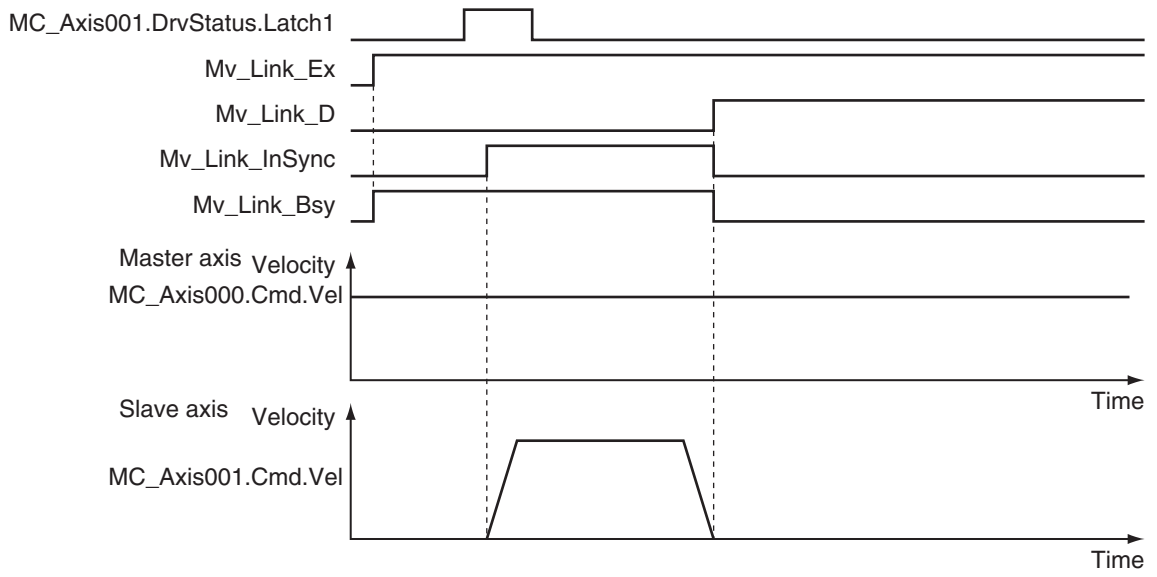 MC_Axis001.DrvStatus.Latch1
Mv_Link_Ex
Mv_Link_D
Mv_Link_InSync
Mv_Link_Bsy
Master axis Velocity
MC_Axis000.Cmd.Vel
Time
Slave axis Velocity
MC_Axis001.Cmd.Vel
Time